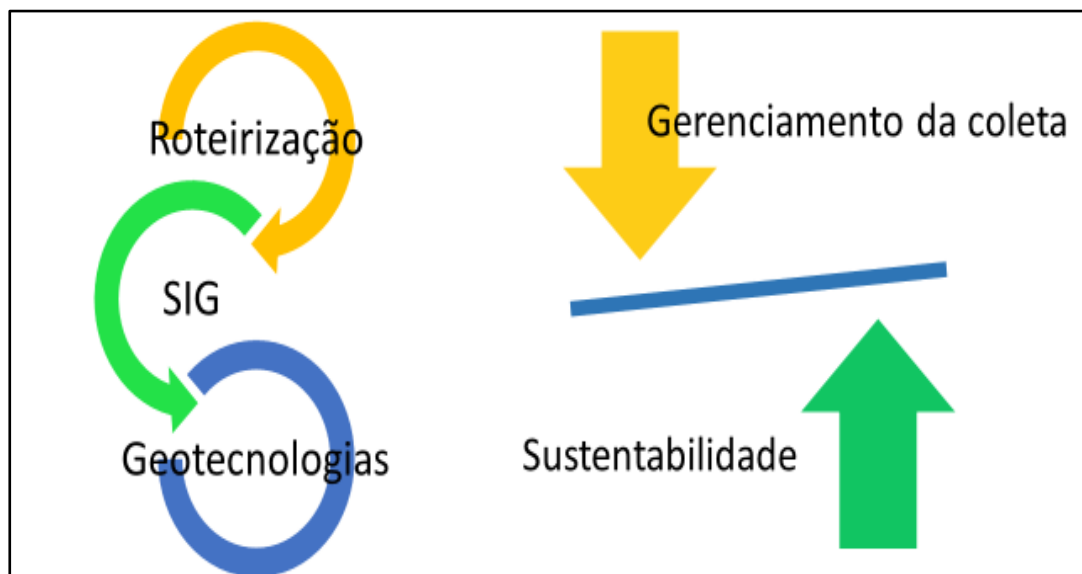 Roteirização
SIG
Geotecnologias
Gerenciamento da coleta
Sustentabilidade